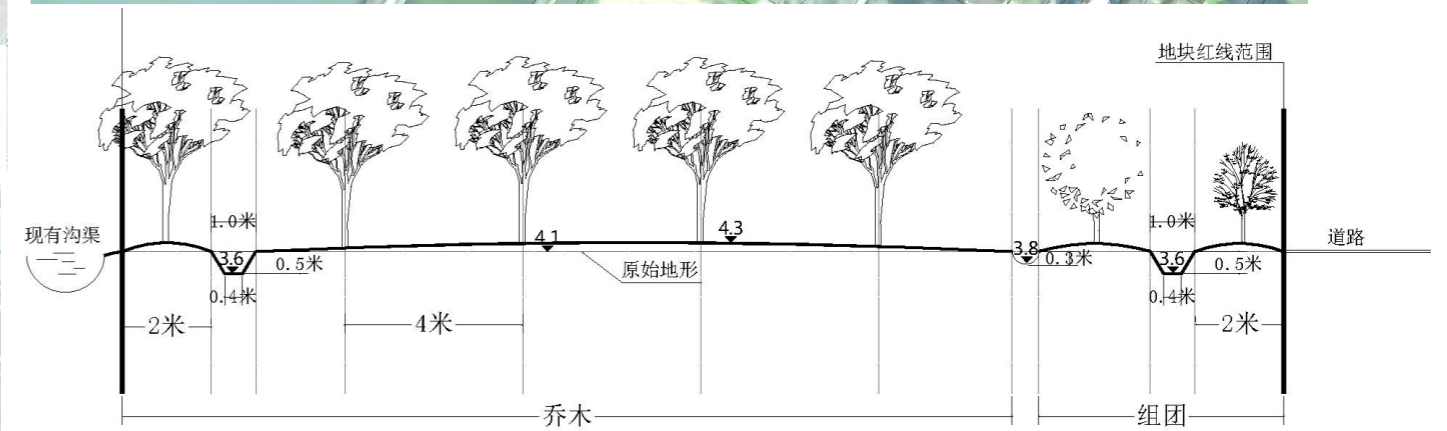 地块红线范围
1.0米
1.0米
现有沟渠
4.1
4.3
道路
3.6
0.5米
原始地形
3.8
0.3米
3.6
0.5米
0.4米
0.4米
2米
4米
2米
乔木
组团